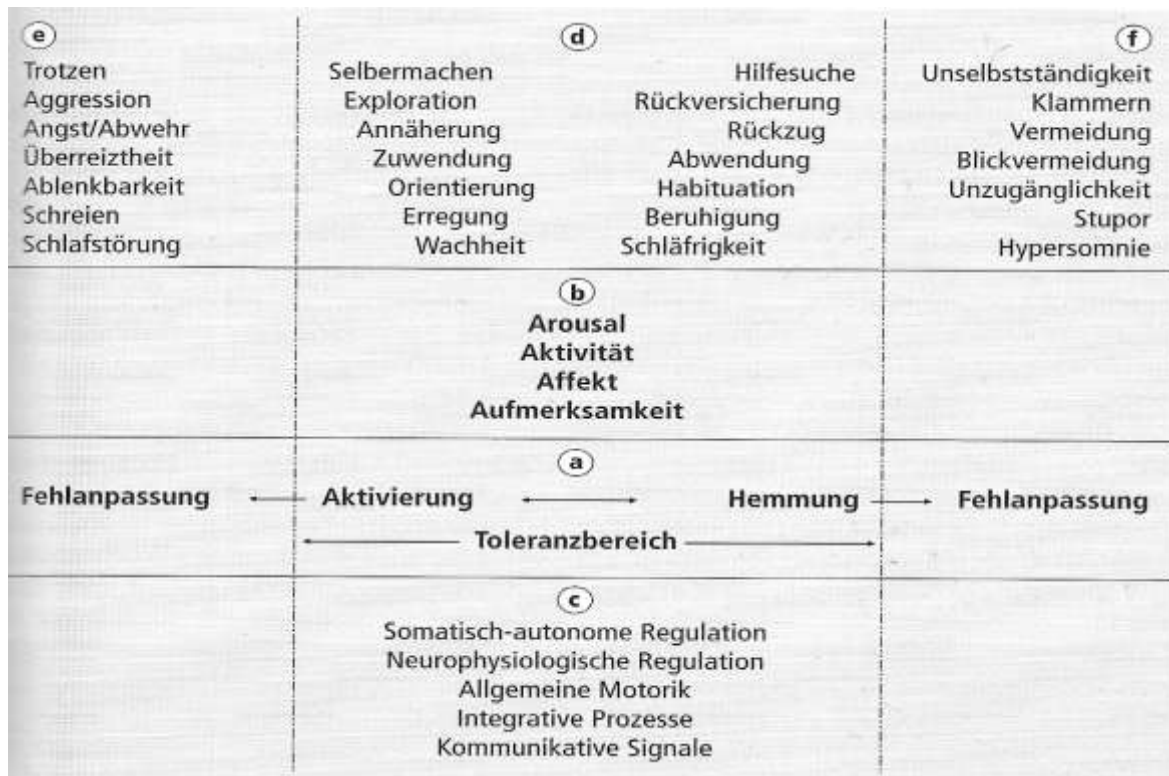 e d f
Trotzen Selbermachen Hilfesuche Unselbstständigkeit
Aggression Exploration Rückversicherung Klammern
Angst/Abwehr Annäherung Rückzug Vermeidung
Überreiztheit Zuwendung Abwendung Blickvermeidung
Ablenkbarkeit Orientierung Habituation Unzugänglichkeit
Schreien Erregung Beruhigung Stupor
Schlafstörung Wachheit Schläfrigkeit Hypersomnie
b
Arousal
Aktivität
Affekt
Aufmerksamkeit
a
Fehlanpassung Aktivierung Hemmung Fehlanpassung
Toleranzbereich
c
Somatisch-autonome Regulation
Neurophysiologische Regulation
Allgemeine Motorik
Integrative Prozesse
Kommunikative Signale